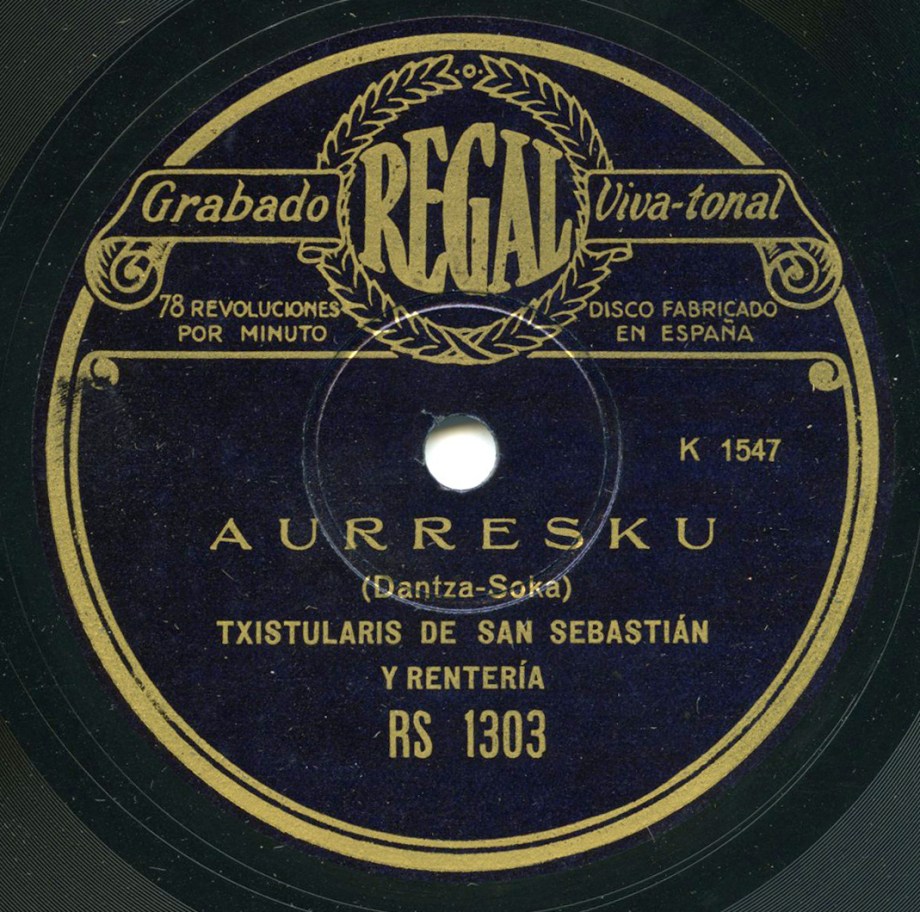 REGAL
Grabado Viva-tonal
78 REVOLUCIONES
POR MINUTO
DISCO FABRICADO
EN ESPAÑA
K 1547
AURRESKU
(Dantza-Soka)
TXISTULARIS DE SAN SEBASTIÁN
Y RENTERÍA
RS 1303